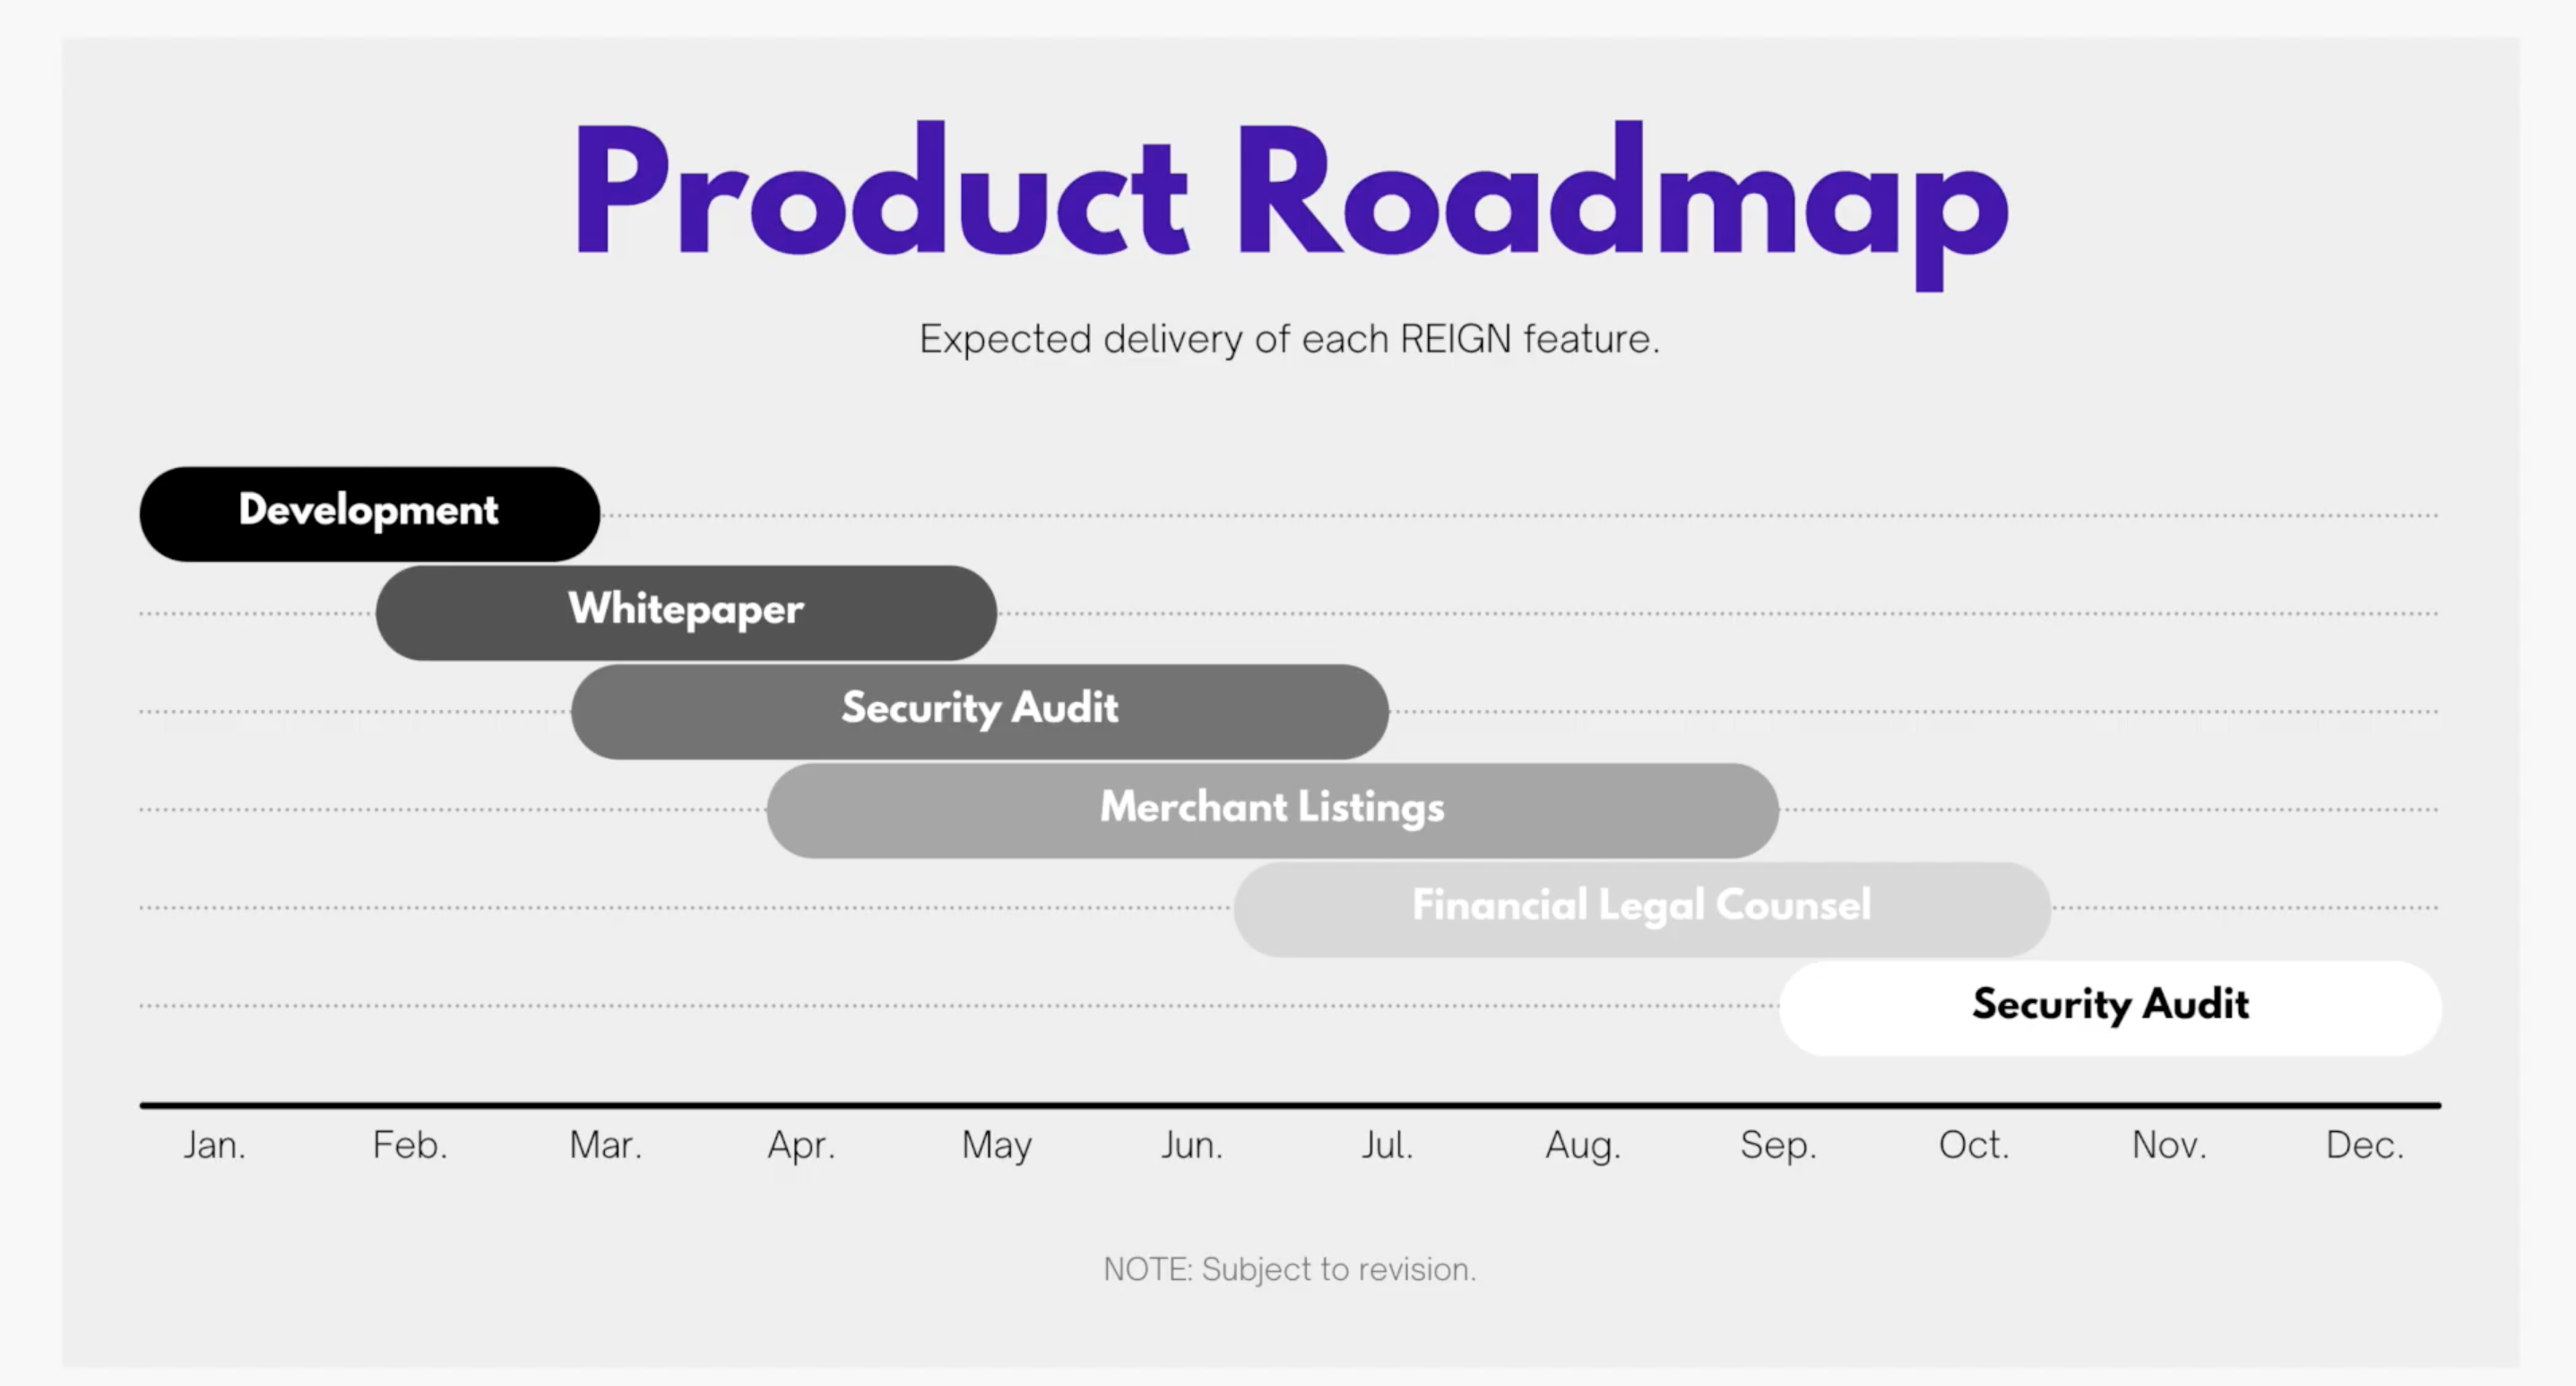 Product Roadmap
Expected delivery of each REIGN feature.
Development
Whitepaper
Security Audit
Merchant Listings
Financial Legal Counsel
Security Audit
Jan. Feb. Mar. Apr. May Jun. Jul. Aug. Sep. Oct. Nov. Dec.
NOTE: Subject to revision.